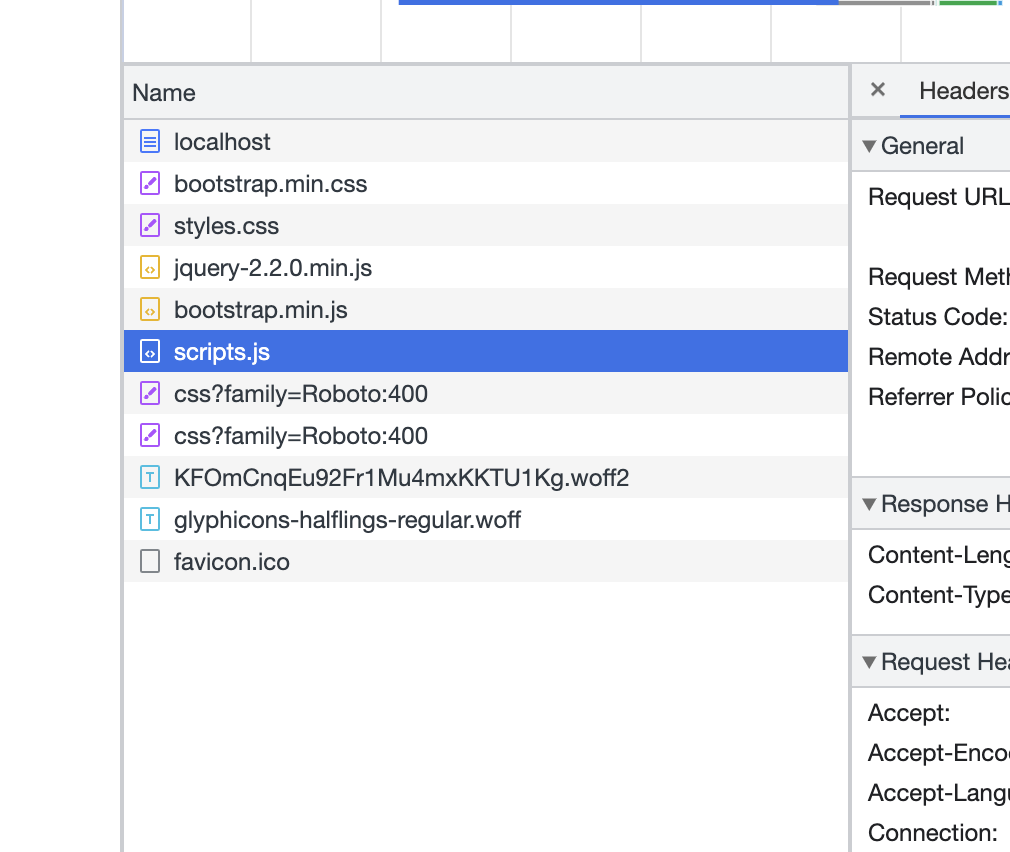 Name
localhost
bootstrap.min.css
styles.css
jquery-2.2.0.min.js
bootstrap.min.js
scripts.js
css?family=Roboto:400
css?family=Roboto:400
KFOmCnqEu92Fr1Mu4mxKKTU1Kg.woff2
glyphicons-halflings-regular.woff
favicon.ico
× Headers
General
Request URL
Request Meth
Status Code:
Remote Addr
Referrer Polic
Response H
Content-Leng
Content-Type
Request Hea
Accept:
Accept-Encod
Accept-Langu
Connection: